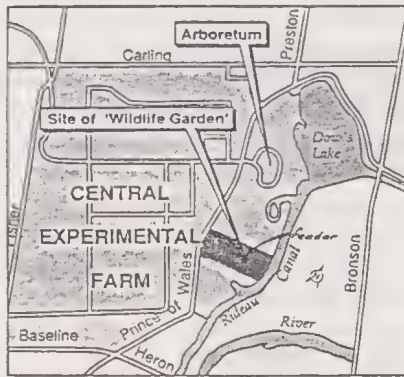 Arboretum
Preston
Carling
Site of 'Wildlife Garden'
Dow's
Lake
Fisher
CENTRAL
EXPERIMENTAL
FARM
feeder
Prince of Wales
Canal
Rideau
Bronson
River
Baseline
Heron